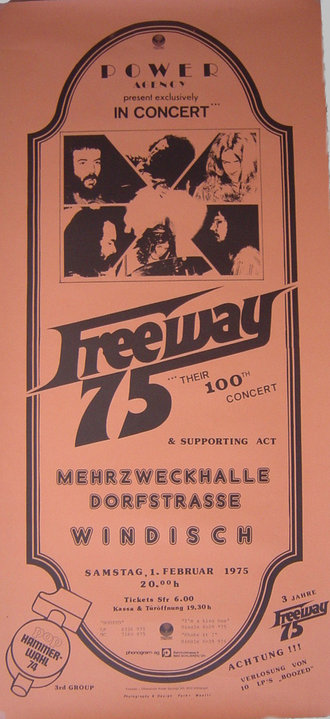 POWER
AGENCY
present exclusively
IN CONCERT...
Freeway
75
... THEIR
100TH
CONCERT
& SUPPORTING ACT
MEHRZWECKHALLE
DORFSTRASSE
WINDISCH
SAMSTAG, 1. FEBRUAR 1975
20.00h
Tickets Sfr 6.00
Kassa & Türöffnung 19.30h
phonogram ag
3 JAHRE
Freeway
75
ACHTUNG !!!
VERLOSUNG VON
10 LP'S „BOOZED"
POP
HAMMER-
WAHL
74
3rd GROUP